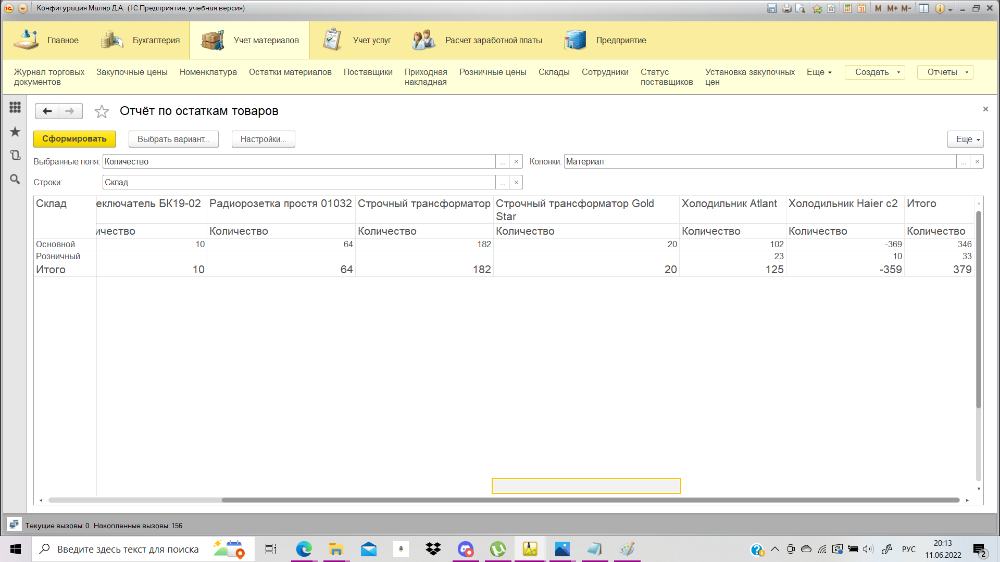 Конфигурация Маляр Д.А. (1С:Предприятие, учебная версия)
M M+ M-
Главное Бухгалтерия Учет материалов Учет услуг Расчет заработной платы Предприятие
Журнал торговых документов Закупочные цены Номенклатура Остатки материалов Поставщики Приходная накладная Розничные цены Склады Сотрудники Статус поставщиков Установка закупочных цен Еще Создать Отчеты
Отчёт по остаткам товаров
Сформировать Выбрать вариант... Настройки... Еще
Выбранные поля: Количество ... × Колонки: Материал ... ×
Строки: Склад ... ×
Склад еключатель БК19-02 Радиорозетка простя 01032 Строчный трансформатор Строчный трансформатор Gold Star Холодильник Atlant Холодильник Haier c2 Итого
ичество Количество Количество Количество Количество Количество Количество
Основной 10 64 182 20 102 -369 346
Розничный 23 10 33
Итого 10 64 182 20 125 -359 379
Текущие вызовы: 0 Накопленные вызовы: 156
Введите здесь текст для поиска
РУС
20:13
11.06.2022
2